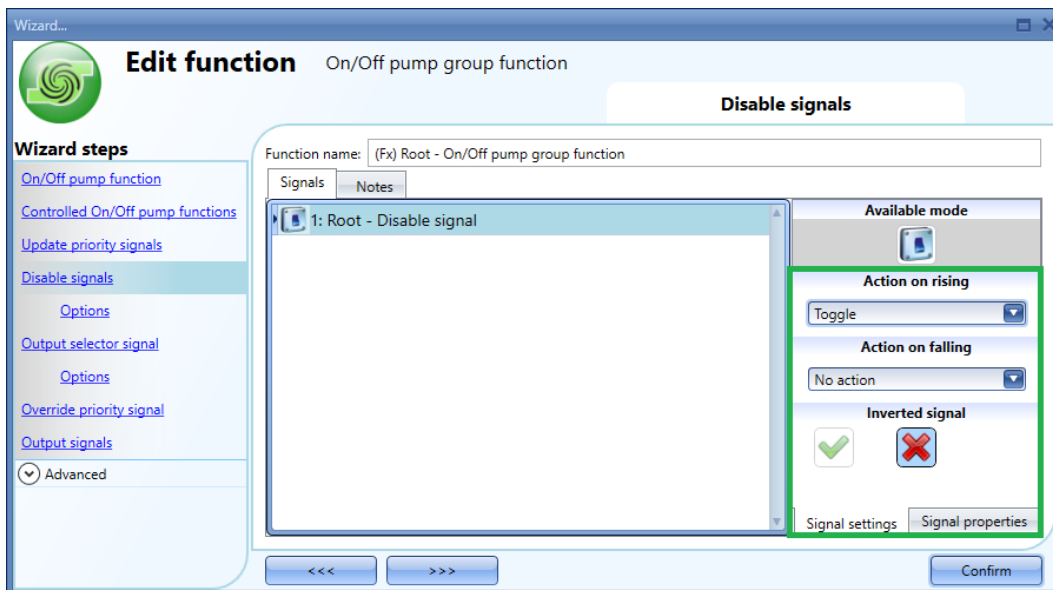 Wizard...
Edit function On/Off pump group function
Disable signals
Wizard steps
On/Off pump function
Controlled On/Off pump functions
Update priority signals
Disable signals
Options
Output selector signal
Options
Override priority signal
Output signals
Advanced
Function name: (Fx) Root - On/Off pump group function
Signals Notes
1: Root - Disable signal
Available mode
Action on rising
Toggle
Action on falling
No action
Inverted signal
Signal settings Signal properties
<<< >>> Confirm